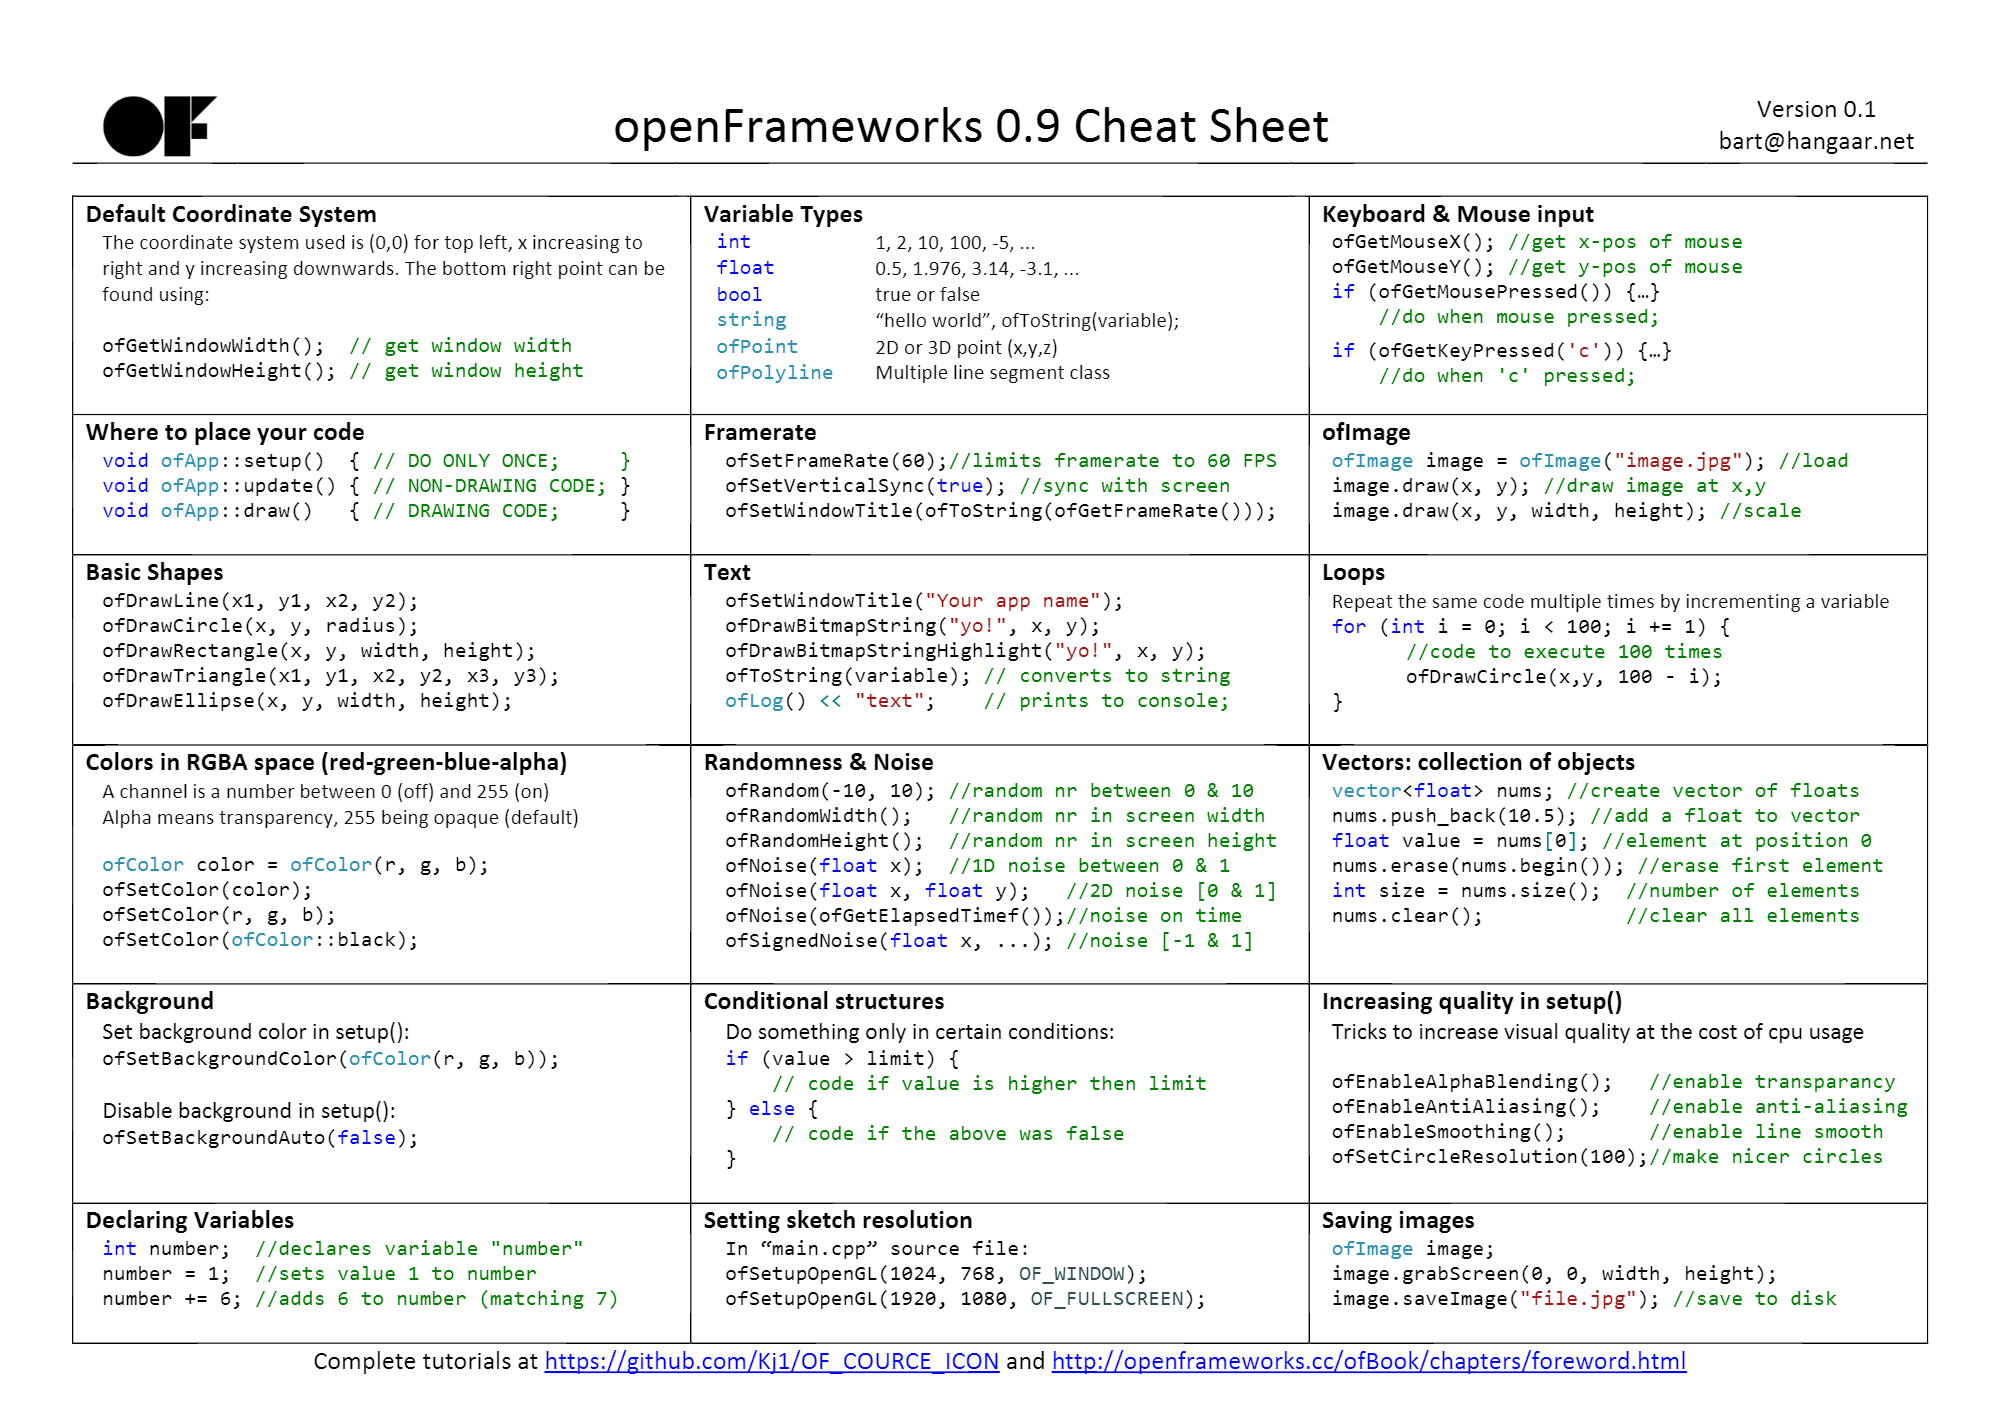 OF
openFrameworks 0.9 Cheat Sheet
Version 0.1
bart@hangaar.net
Default Coordinate System
The coordinate system used is (0,0) for top left, x increasing to
right and y increasing downwards. The bottom right point can be
found using:
ofGetWindowWidth();  // get window width
ofGetWindowHeight(); // get window height
Variable Types
int 1, 2, 10, 100, -5, ...
float 0.5, 1.976, 3.14, -3.1, ...
bool true or false
string “hello world”, ofToString(variable);
ofPoint 2D or 3D point (x,y,z)
ofPolyline Multiple line segment class
Keyboard & Mouse input
ofGetMouseX(); //get x-pos of mouse
ofGetMouseY(); //get y-pos of mouse
if (ofGetMousePressed()) {…}
//do when mouse pressed;
if (ofGetKeyPressed('c')) {…}
//do when 'c' pressed;
Where to place your code
void ofApp::setup()  { // DO ONLY ONCE;     }
void ofApp::update() { // NON-DRAWING CODE; }
void ofApp::draw()   { // DRAWING CODE;     }
Framerate
ofSetFrameRate(60);//limits framerate to 60 FPS
ofSetVerticalSync(true); //sync with screen
ofSetWindowTitle(ofToString(ofGetFrameRate()));
ofImage
ofImage image = ofImage("image.jpg"); //load
image.draw(x, y); //draw image at x,y
image.draw(x, y, width, height); //scale
Basic Shapes
ofDrawLine(x1, y1, x2, y2);
ofDrawCircle(x, y, radius);
ofDrawRectangle(x, y, width, height);
ofDrawTriangle(x1, y1, x2, y2, x3, y3);
ofDrawEllipse(x, y, width, height);
Text
ofSetWindowTitle("Your app name");
ofDrawBitmapString("yo!", x, y);
ofDrawBitmapStringHighlight("yo!", x, y);
ofToString(variable); // converts to string
ofLog() << "text";    // prints to console;
Loops
Repeat the same code multiple times by incrementing a variable
for (int i = 0; i < 100; i += 1) {
//code to execute 100 times
ofDrawCircle(x,y, 100 - i);
}
Colors in RGBA space (red-green-blue-alpha)
A channel is a number between 0 (off) and 255 (on)
Alpha means transparency, 255 being opaque (default)
ofColor color = ofColor(r, g, b);
ofSetColor(color);
ofSetColor(r, g, b);
ofSetColor(ofColor::black);
Randomness & Noise
ofRandom(-10, 10); //random nr between 0 & 10
ofRandomWidth();   //random nr in screen width
ofRandomHeight();  //random nr in screen height
ofNoise(float x);  //1D noise between 0 & 1
ofNoise(float x, float y);   //2D noise [0 & 1]
ofNoise(ofGetElapsedTimef());//noise on time
ofSignedNoise(float x, ...); //noise [-1 & 1]
Vectors: collection of objects
vector<float> nums; //create vector of floats
nums.push_back(10.5); //add a float to vector
float value = nums[0]; //element at position 0
nums.erase(nums.begin()); //erase first element
int size = nums.size();  //number of elements
nums.clear();            //clear all elements
Background
Set background color in setup():
ofSetBackgroundColor(ofColor(r, g, b));
Disable background in setup():
ofSetBackgroundAuto(false);
Conditional structures
Do something only in certain conditions:
if (value > limit) {
// code if value is higher then limit
} else {
// code if the above was false
}
Increasing quality in setup()
Tricks to increase visual quality at the cost of cpu usage
ofEnableAlphaBlending();   //enable transparancy
ofEnableAntiAliasing();    //enable anti-aliasing
ofEnableSmoothing();       //enable line smooth
ofSetCircleResolution(100);//make nicer circles
Declaring Variables
int number;  //declares variable "number"
number = 1;  //sets value 1 to number
number += 6; //adds 6 to number (matching 7)
Setting sketch resolution
In “main.cpp” source file:
ofSetupOpenGL(1024, 768, OF_WINDOW);
ofSetupOpenGL(1920, 1080, OF_FULLSCREEN);
Saving images
ofImage image;
image.grabScreen(0, 0, width, height);
image.saveImage("file.jpg"); //save to disk
Complete tutorials at https://github.com/Kj1/OF_COURCE_ICON and http://openframeworks.cc/ofBook/chapters/foreword.html